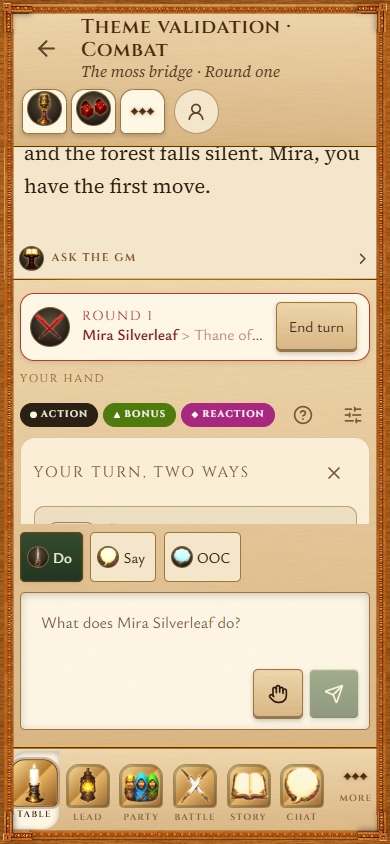 Theme validation ·
Combat
The moss bridge · Round one
and the forest falls silent. Mira, you
have the first move.
ASK THE GM
ROUND 1
Mira Silverleaf > Thane of...
End turn
YOUR HAND
ACTION
BONUS
REACTION
YOUR TURN, TWO WAYS
Do
Say
OOC
What does Mira Silverleaf do?
TABLE
LEAD
PARTY
BATTLE
STORY
CHAT
MORE